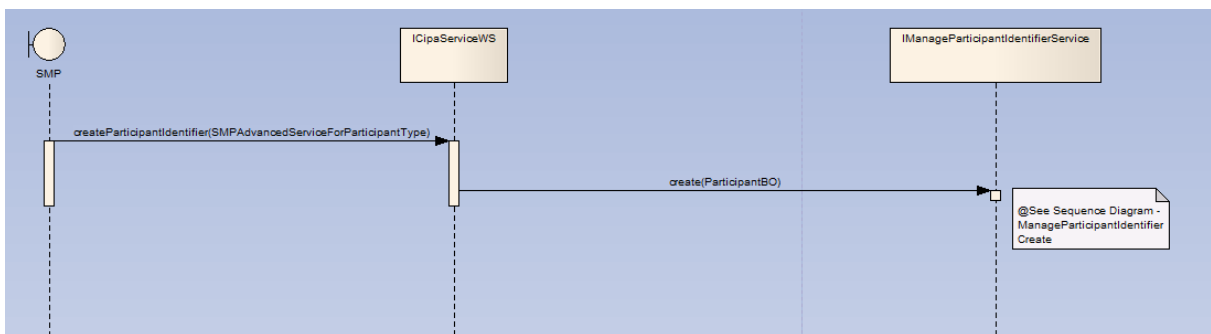 ICipaServiceWS
IManageParticipantIdentifierService
SMP
createParticipantIdentifier(SMPAdvancedServiceForParticipantType)
create(ParticipantBO)
@See Sequence Diagram -
ManageParticipantIdentifier
Create